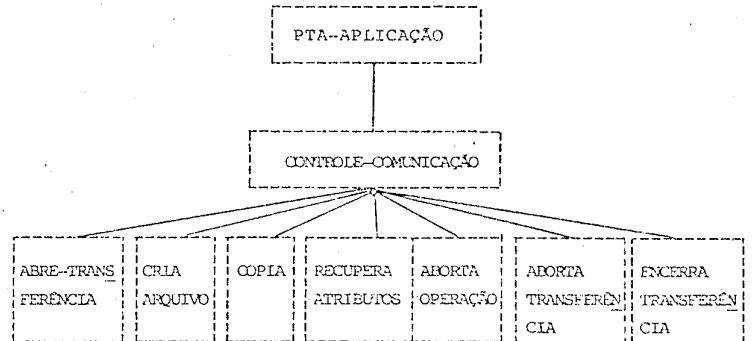 PTA-APLICAÇÃO
CONTROLE-COMUNICAÇÃO
ABRE-TRANS
FERÊNCIA
CRIA
ARQUIVO
COPIA
RECUPERA
ATRIBUTOS
ABORTA
OPERAÇÃO
ABORTA
TRANSFERÊN
CIA
ENCERRA
TRANSFERÊN
CIA